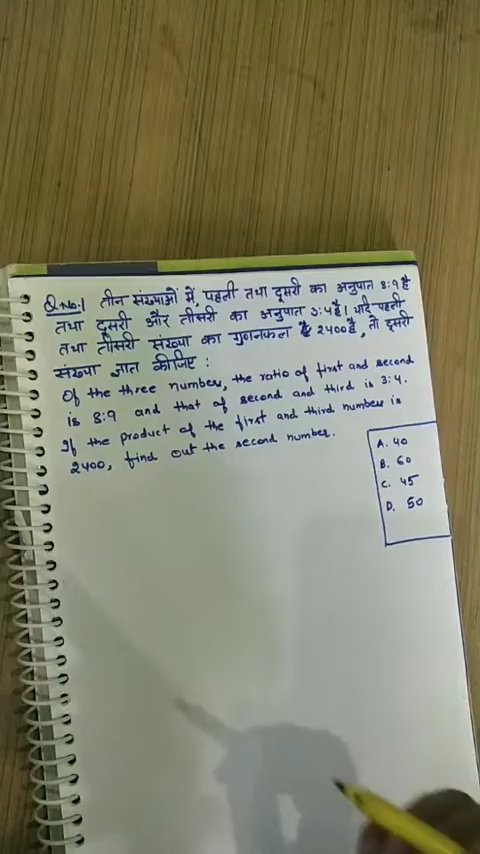 Q.No.1 तीन संख्याओं में, पहली तथा दूसरी का अनुपात 8:9 है
तथा दूसरी और तीसरी का अनुपात 3:4 है। यदि पहली
तथा तीसरी संख्या का गुणनफल 2400 है, तो दूसरी
संख्या ज्ञात कीजिए :
Of the three number, the ratio of first and second
is 8:9 and that of second and third is 3:4.
If the product of the first and third number is
2400, find out the second number.
A. 40
B. 60
C. 45
D. 50